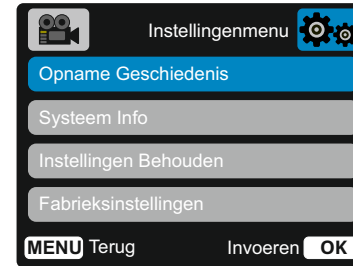 Instellingenmenu
Opname Geschiedenis
Systeem Info
Instellingen Behouden
Fabrieksinstellingen
MENU Terug Invoeren OK